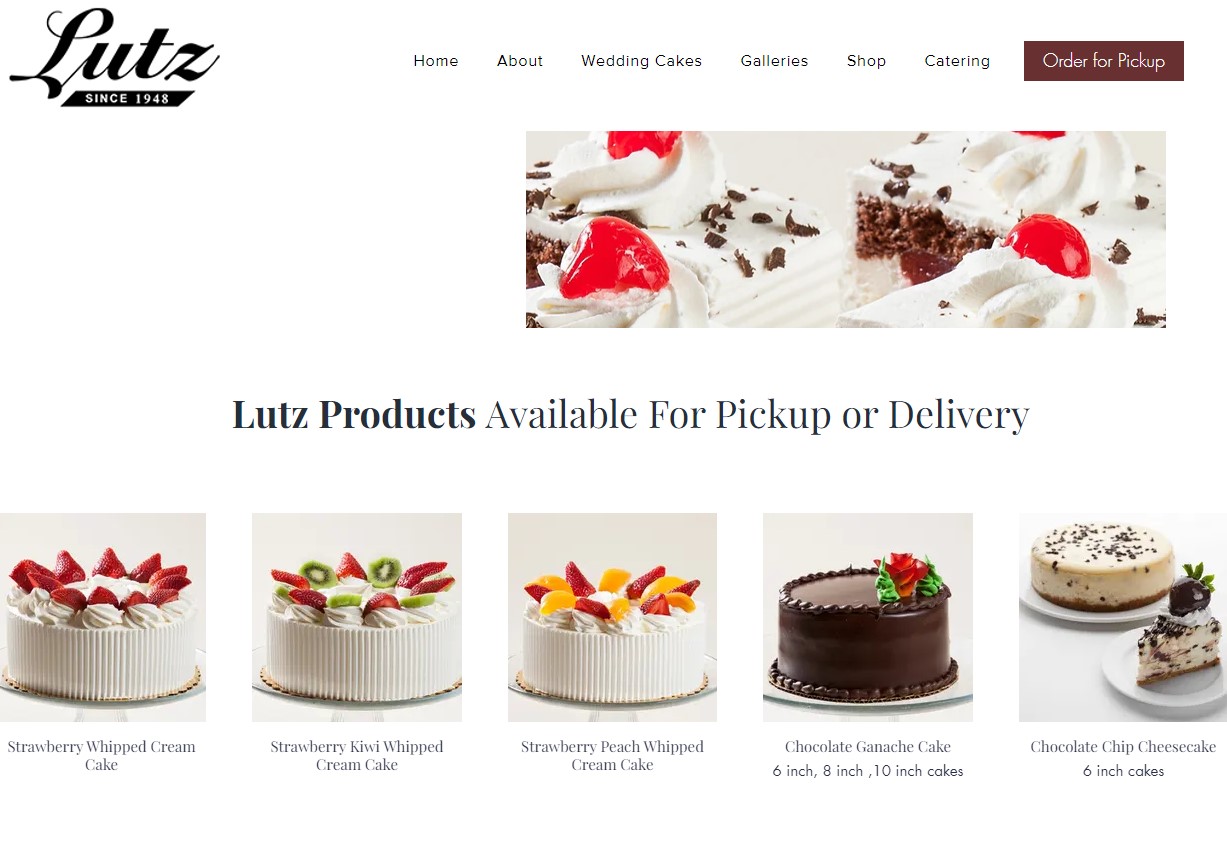 Lutz
SINCE 1948
Home About Wedding Cakes Galleries Shop Catering Order for Pickup
Lutz Products Available For Pickup or Delivery
Strawberry Whipped Cream
Cake
Strawberry Kiwi Whipped
Cream Cake
Strawberry Peach Whipped
Cream Cake
Chocolate Ganache Cake
6 inch, 8 inch ,10 inch cakes
Chocolate Chip Cheesecake
6 inch cakes